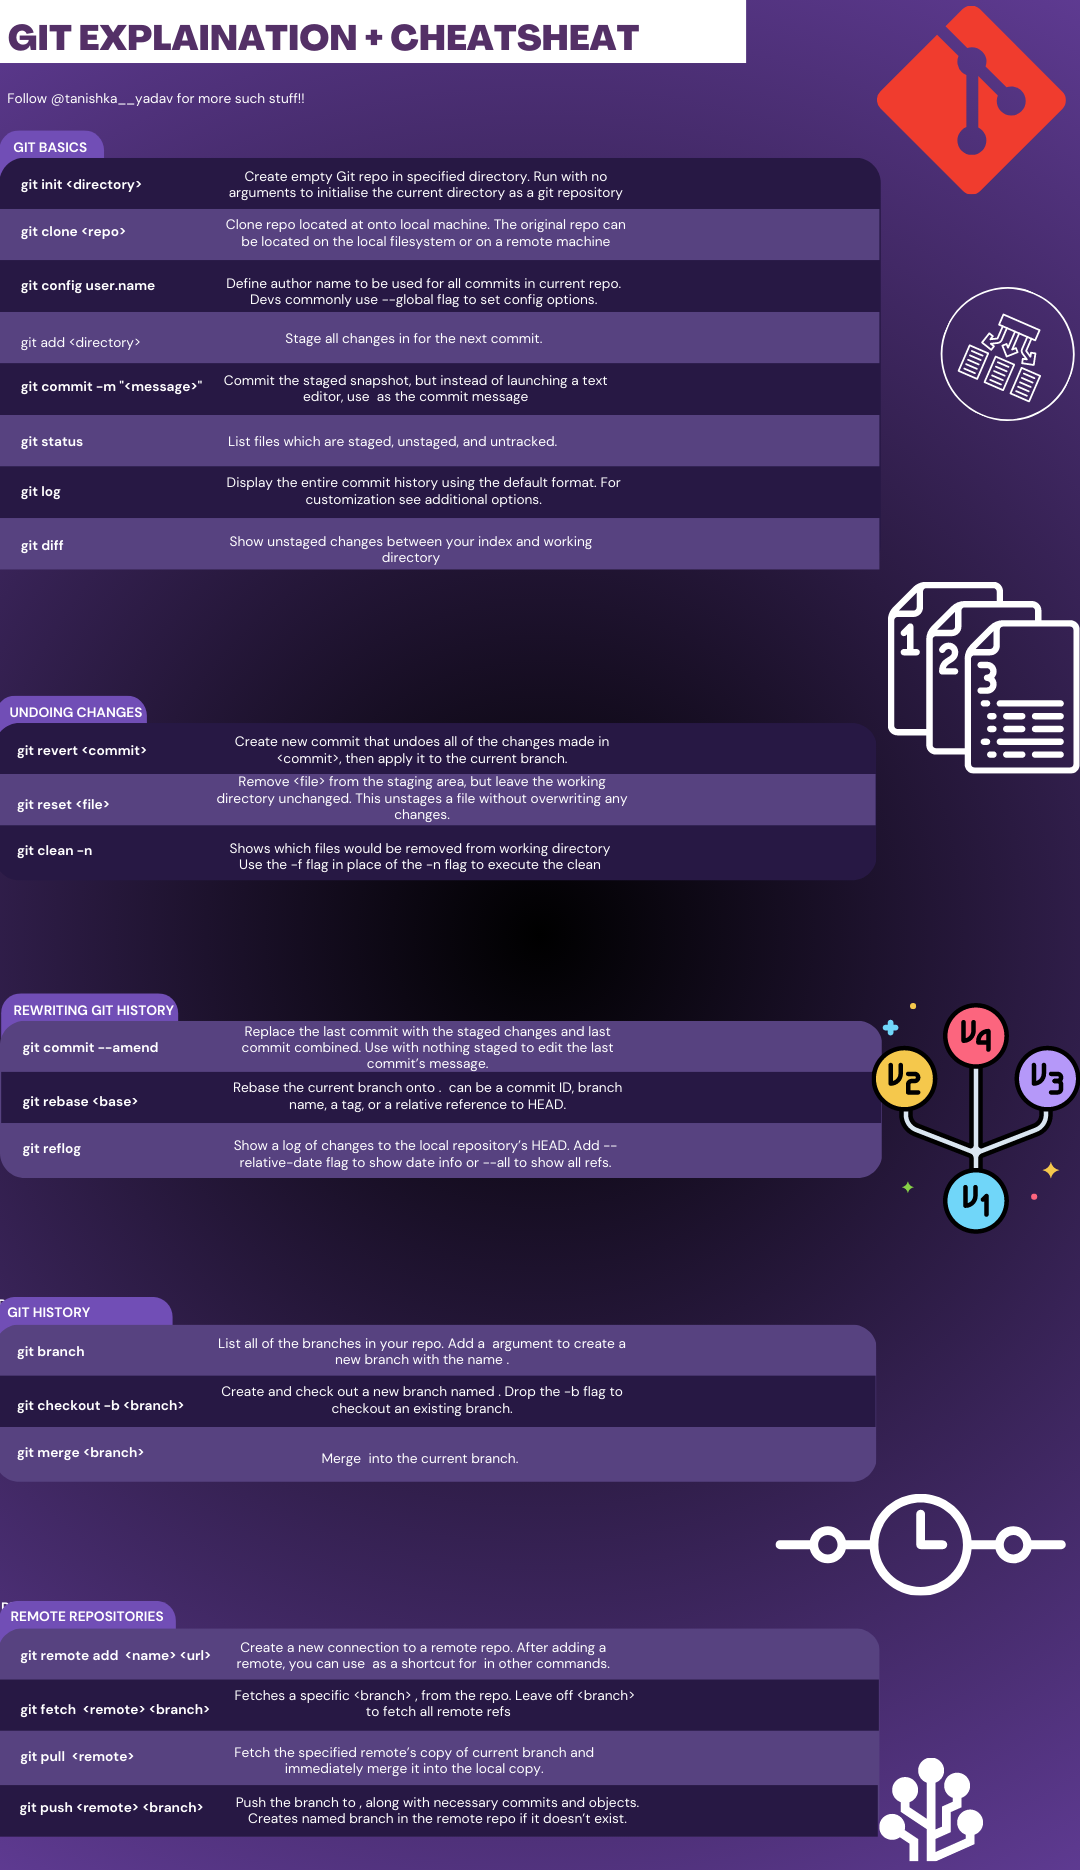 GIT EXPLAINATION + CHEATSHEAT
Follow @tanishka__yadav for more such stuff!!
GIT BASICS
git init <directory>
Create empty Git repo in specified directory. Run with no
arguments to initialise the current directory as a git repository
git clone <repo>
Clone repo located at onto local machine. The original repo can
be located on the local filesystem or on a remote machine
git config user.name
Define author name to be used for all commits in current repo.
Devs commonly use --global flag to set config options.
git add <directory>
Stage all changes in for the next commit.
git commit -m "<message>"
Commit the staged snapshot, but instead of launching a text
editor, use  as the commit message
git status
List files which are staged, unstaged, and untracked.
git log
Display the entire commit history using the default format. For
customization see additional options.
git diff
Show unstaged changes between your index and working
directory
1
2
3
UNDOING CHANGES
git revert <commit>
Create new commit that undoes all of the changes made in
<commit>, then apply it to the current branch.
git reset <file>
Remove <file> from the staging area, but leave the working
directory unchanged. This unstages a file without overwriting any
changes.
git clean -n
Shows which files would be removed from working directory
Use the -f flag in place of the -n flag to execute the clean
REWRITING GIT HISTORY
git commit --amend
Replace the last commit with the staged changes and last
commit combined. Use with nothing staged to edit the last
commit's message.
git rebase <base>
Rebase the current branch onto .  can be a commit ID, branch
name, a tag, or a relative reference to HEAD.
git reflog
Show a log of changes to the local repository's HEAD. Add --
relative-date flag to show date info or --all to show all refs.
V4
V2
V3
V1
GIT HISTORY
git branch
List all of the branches in your repo. Add a  argument to create a
new branch with the name .
git checkout -b <branch>
Create and check out a new branch named . Drop the -b flag to
checkout an existing branch.
git merge <branch>
Merge  into the current branch.
REMOTE REPOSITORIES
git remote add  <name> <url>
Create a new connection to a remote repo. After adding a
remote, you can use  as a shortcut for  in other commands.
git fetch  <remote> <branch>
Fetches a specific <branch> , from the repo. Leave off <branch>
to fetch all remote refs
git pull  <remote>
Fetch the specified remote's copy of current branch and
immediately merge it into the local copy.
git push <remote> <branch>
Push the branch to , along with necessary commits and objects.
Creates named branch in the remote repo if it doesn't exist.